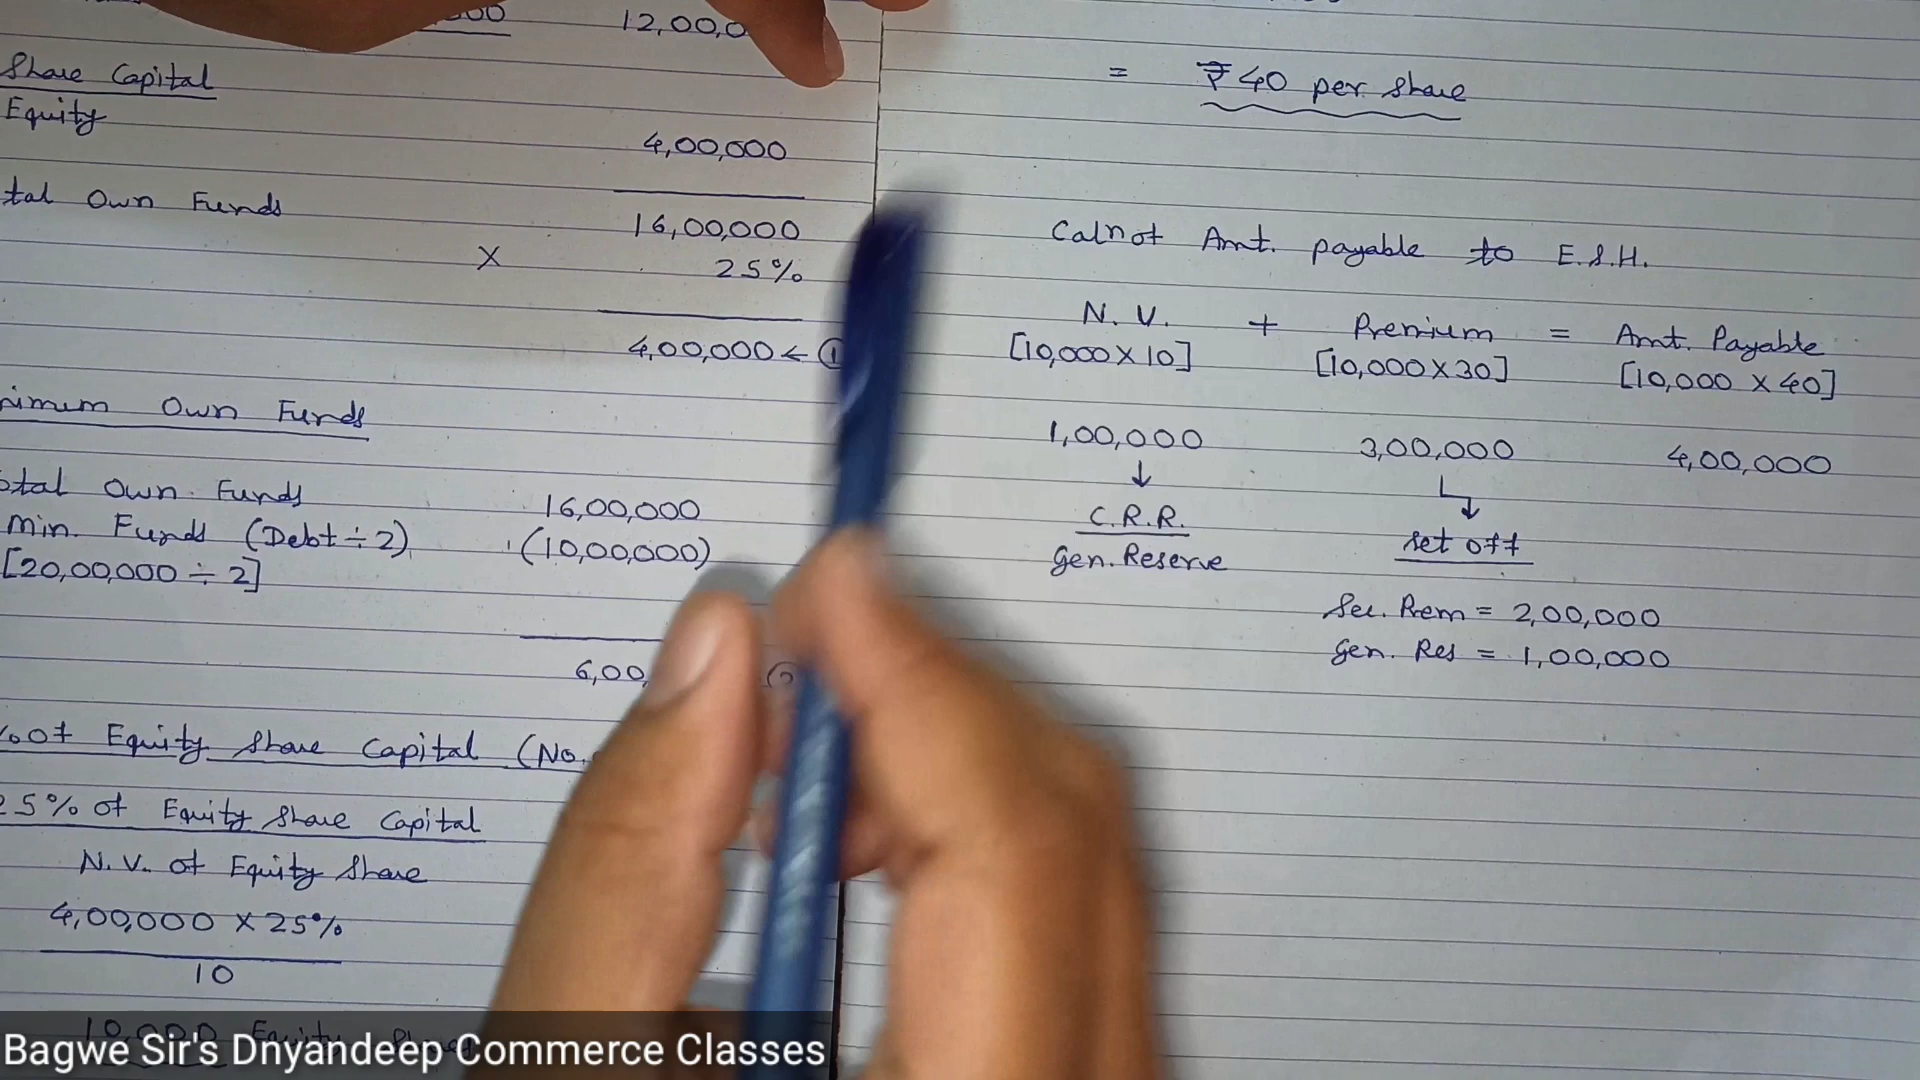 12,00,0
Share Capital
Equity
4,00,000
Own Funds
16,00,000
X 25%
4,00,000 ← ①
Own Funds
Own Funds 16,00,000
Min. Funds (Debt ÷ 2) (10,00,000)
[20,00,000 ÷ 2]
6,00,
% of Equity Share Capital (No.
25% of Equity Share Capital
N.V. of Equity Share
4,00,000 X 25%
10
10,000 Equity
= ₹40 per share
Calnof Amt. payable to E.S.H.
N.V. + Premium = Amt. Payable
[10,000 X 10] [10,000 X 30] [10,000 X 40]
1,00,000 3,00,000 4,00,000
↓ ↓
C.R.R. set off
Gen. Reserve
Sec. Prem = 2,00,000
Gen. Res = 1,00,000
Bagwe Sir's Dnyandeep Commerce Classes